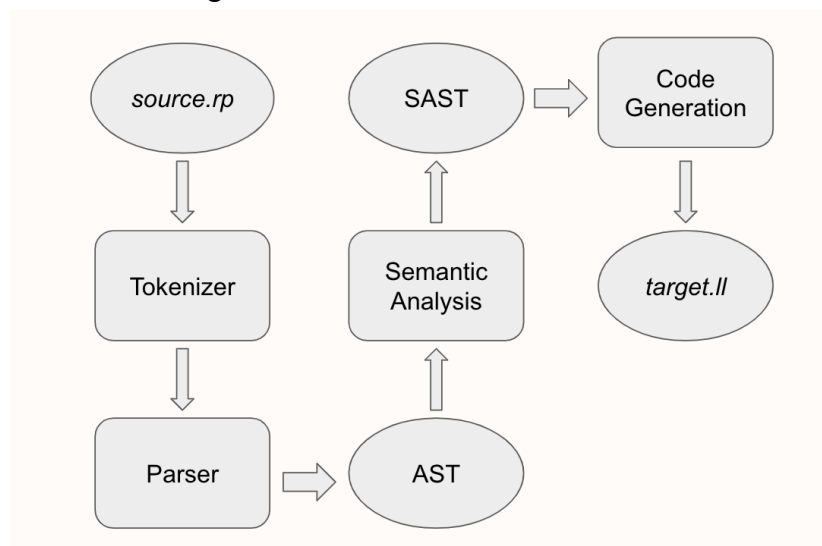 source.rp
Tokenizer
Parser
AST
Semantic
Analysis
SAST
Code
Generation
target.ll